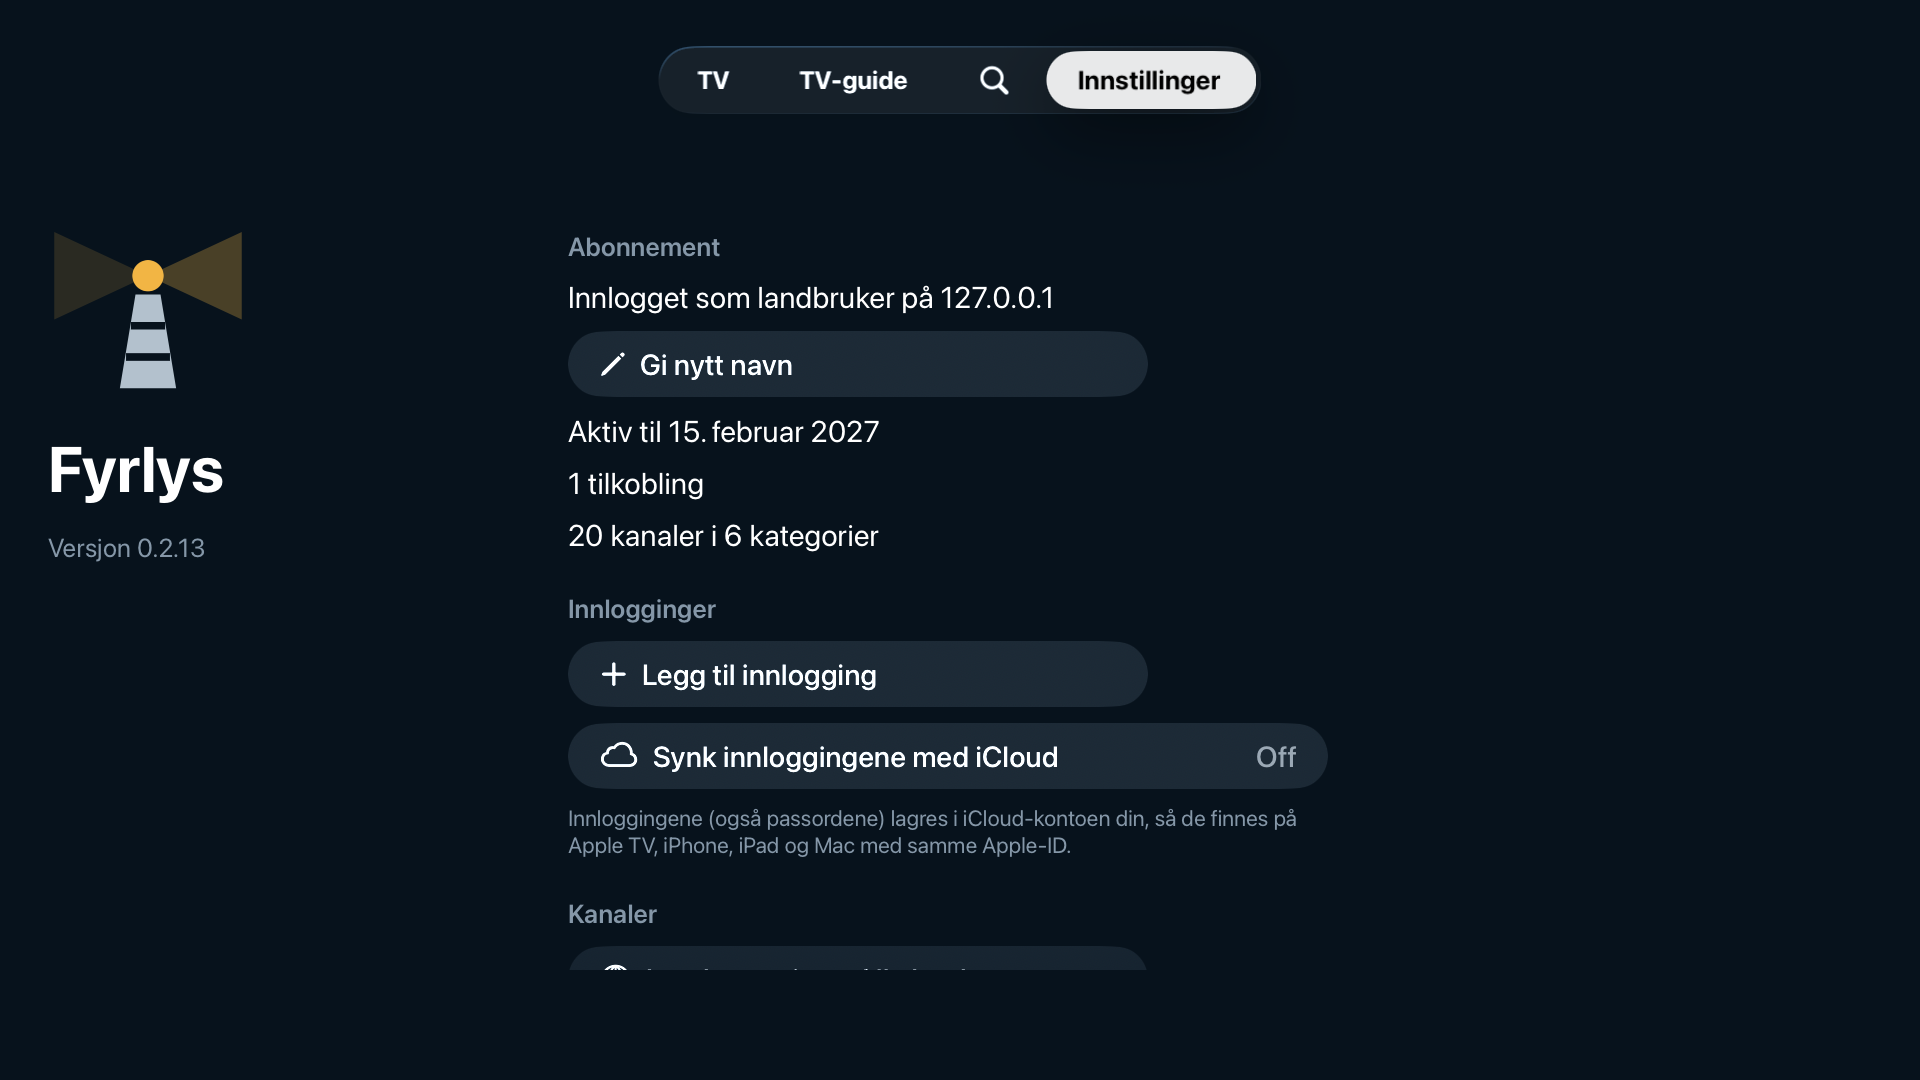 TV
TV-guide
Innstillinger
Fyrlys
Versjon 0.2.13
Abonnement
Innlogget som landbruker på 127.0.0.1
Gi nytt navn
Aktiv til 15. februar 2027
1 tilkobling
20 kanaler i 6 kategorier
Innlogginger
Legg til innlogging
Synk innloggingene med iCloud
Off
Innloggingene (også passordene) lagres i iCloud-kontoen din, så de finnes på
Apple TV, iPhone, iPad og Mac med samme Apple-ID.
Kanaler